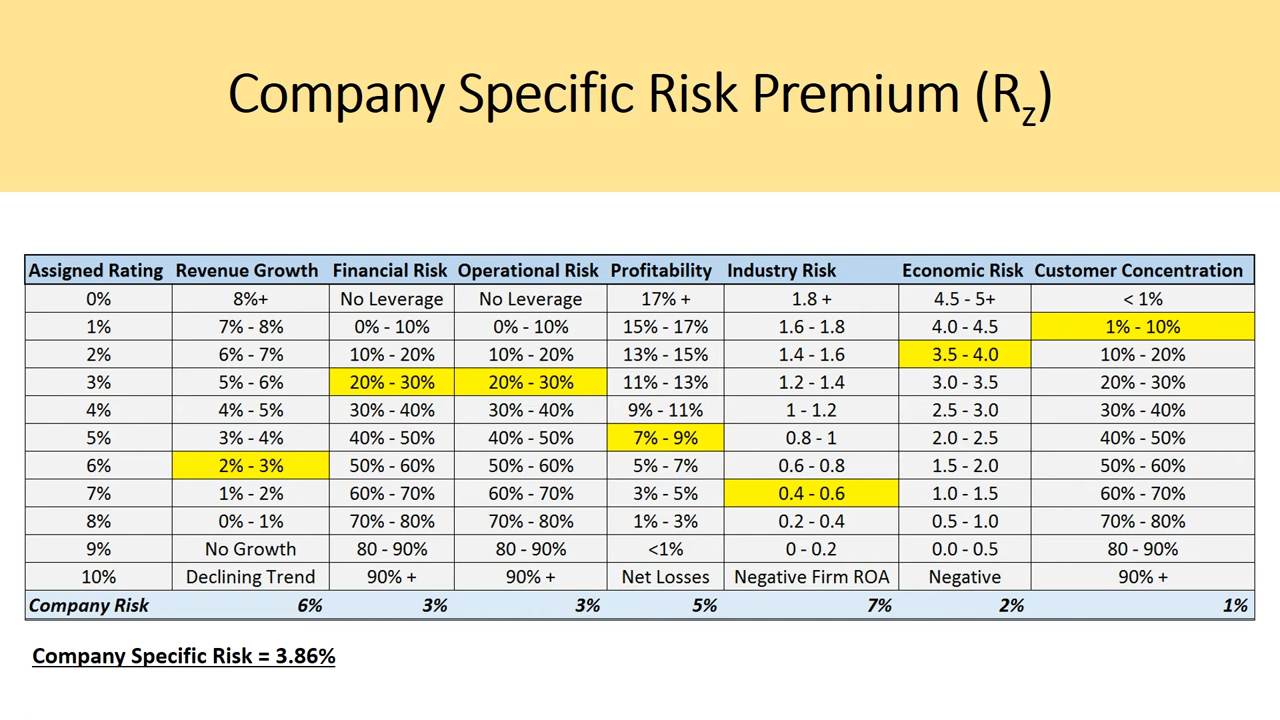 Company Specific Risk Premium (Rz)
Assigned Rating Revenue Growth Financial Risk Operational Risk Profitability Industry Risk Economic Risk Customer Concentration
0% 8%+ No Leverage No Leverage 17% + 1.8 + 4.5 - 5+ < 1%
1% 7% - 8% 0% - 10% 0% - 10% 15% - 17% 1.6 - 1.8 4.0 - 4.5 1% - 10%
2% 6% - 7% 10% - 20% 10% - 20% 13% - 15% 1.4 - 1.6 3.5 - 4.0 10% - 20%
3% 5% - 6% 20% - 30% 20% - 30% 11% - 13% 1.2 - 1.4 3.0 - 3.5 20% - 30%
4% 4% - 5% 30% - 40% 30% - 40% 9% - 11% 1 - 1.2 2.5 - 3.0 30% - 40%
5% 3% - 4% 40% - 50% 40% - 50% 7% - 9% 0.8 - 1 2.0 - 2.5 40% - 50%
6% 2% - 3% 50% - 60% 50% - 60% 5% - 7% 0.6 - 0.8 1.5 - 2.0 50% - 60%
7% 1% - 2% 60% - 70% 60% - 70% 3% - 5% 0.4 - 0.6 1.0 - 1.5 60% - 70%
8% 0% - 1% 70% - 80% 70% - 80% 1% - 3% 0.2 - 0.4 0.5 - 1.0 70% - 80%
9% No Growth 80 - 90% 80 - 90% <1% 0 - 0.2 0.0 - 0.5 80 - 90%
10% Declining Trend 90% + 90% + Net Losses Negative Firm ROA Negative 90% +
Company Risk 6% 3% 3% 5% 7% 2% 1%
Company Specific Risk = 3.86%